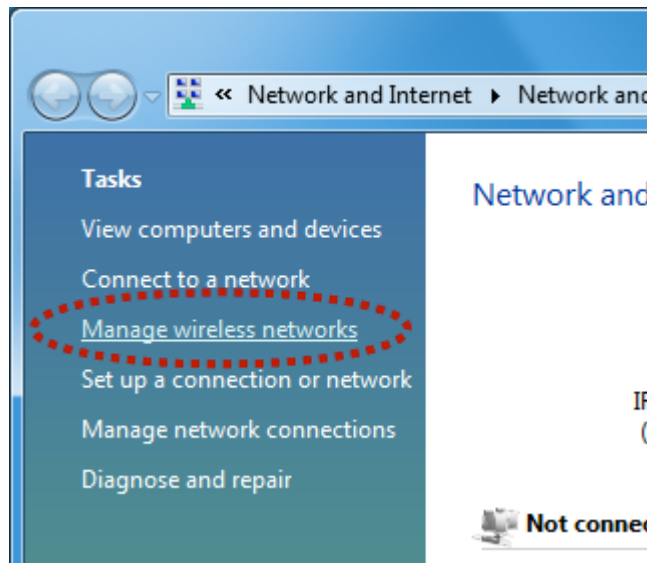 « Network and Internet ▸ Network and
Tasks
Network and
View computers and devices
Connect to a network
Manage wireless networks
Set up a connection or network
Manage network connections
Diagnose and repair
Not connec